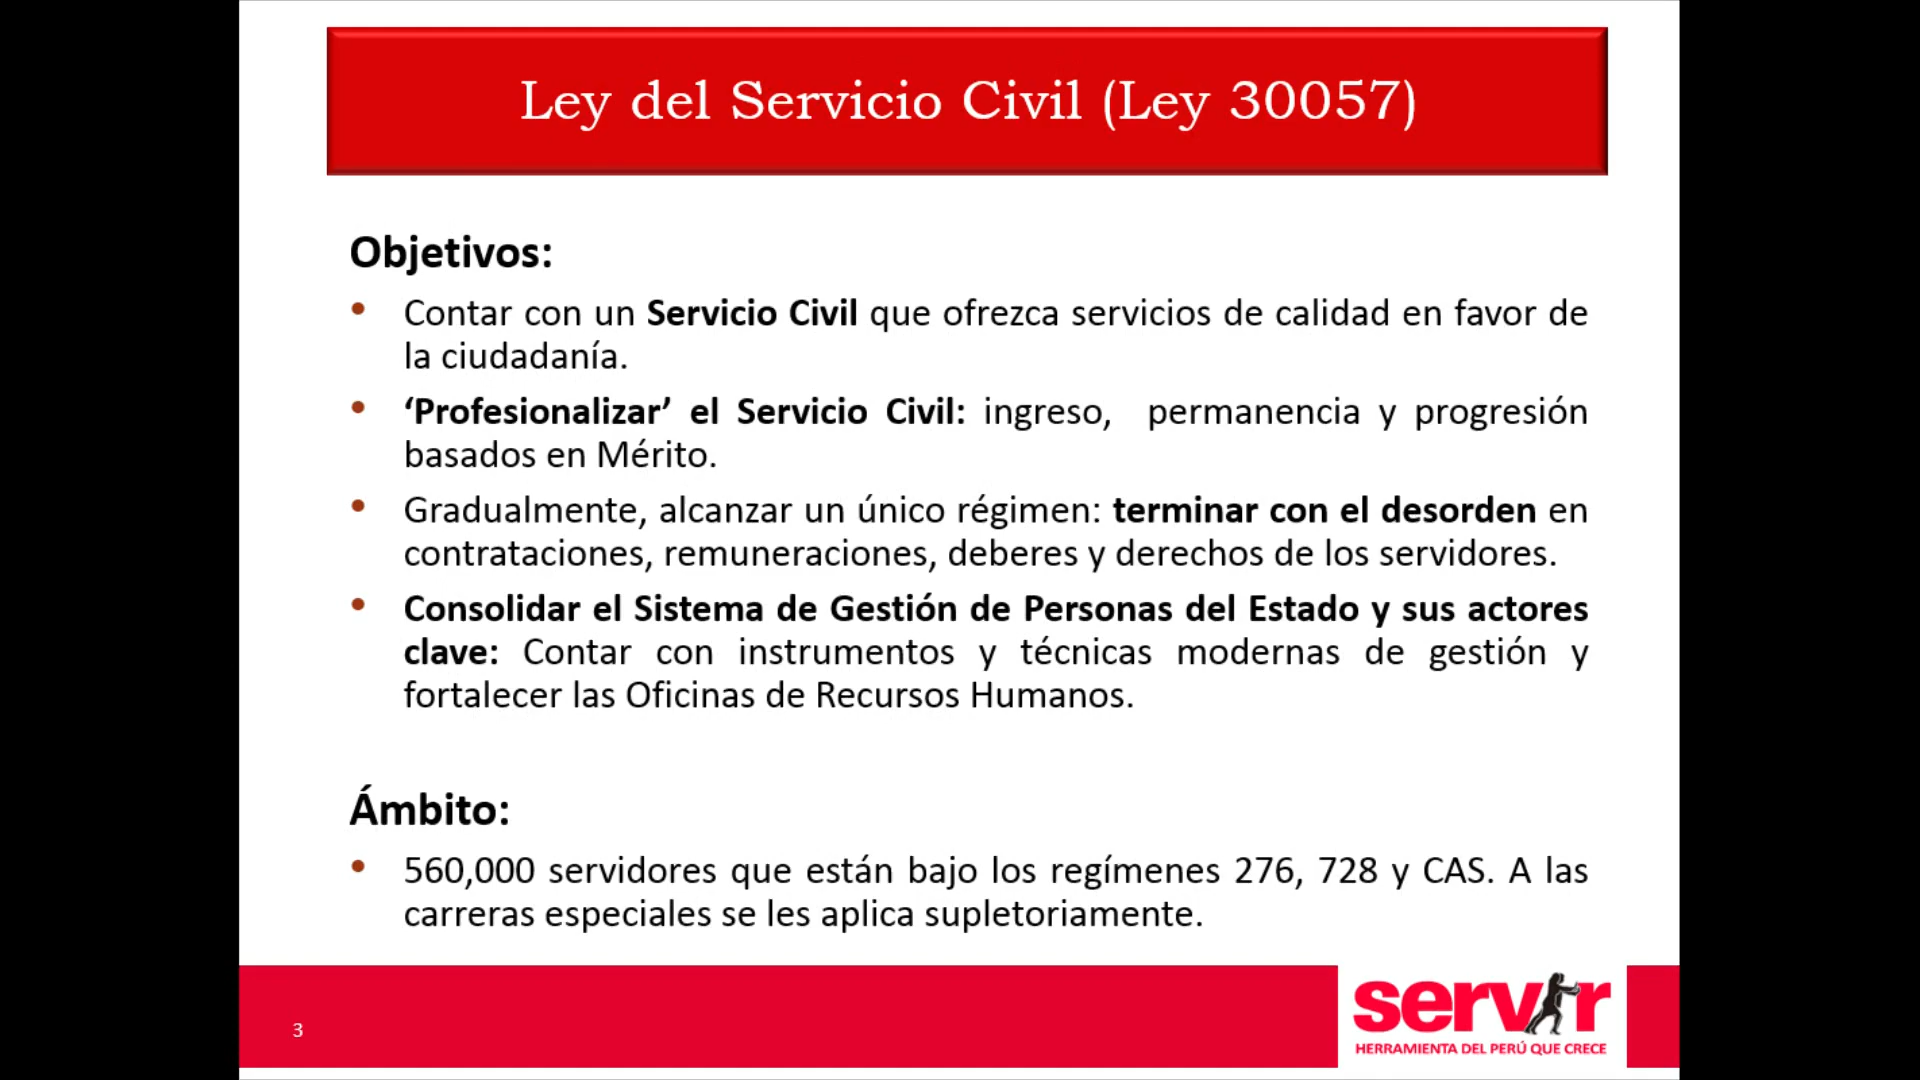 Ley del Servicio Civil (Ley 30057)
Objetivos:
• Contar con un Servicio Civil que ofrezca servicios de calidad en favor de
la ciudadanía.
• ‘Profesionalizar’ el Servicio Civil: ingreso,  permanencia y progresión
basados en Mérito.
• Gradualmente, alcanzar un único régimen: terminar con el desorden en
contrataciones, remuneraciones, deberes y derechos de los servidores.
• Consolidar el Sistema de Gestión de Personas del Estado y sus actores
clave: Contar con instrumentos y técnicas modernas de gestión y
fortalecer las Oficinas de Recursos Humanos.
Ámbito:
• 560,000 servidores que están bajo los regímenes 276, 728 y CAS. A las
carreras especiales se les aplica supletoriamente.
3
servir
HERRAMIENTA DEL PERÚ QUE CRECE